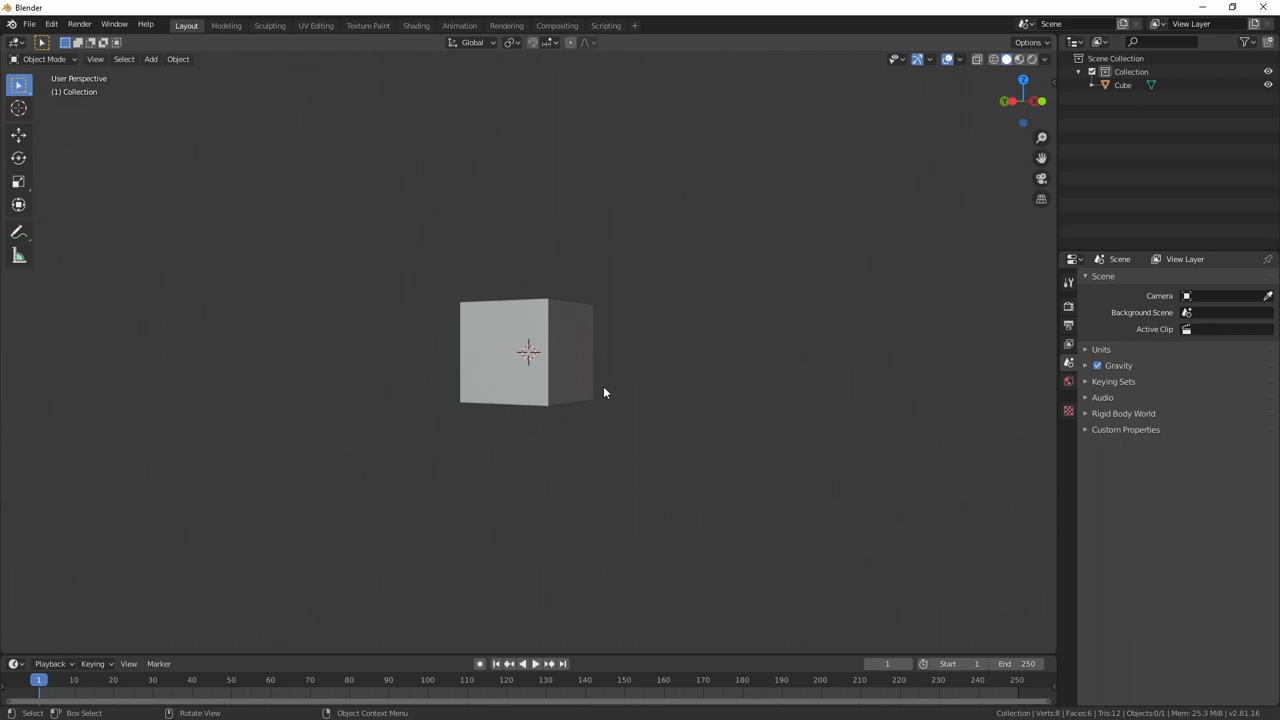 Blender
File Edit Render Window Help Layout Modeling Sculpting UV Editing Texture Paint Shading Animation Rendering Compositing Scripting + Scene View Layer
Global Options
Object Mode View Select Add Object
User Perspective
(1) Collection
Z
Y X
Scene Collection
Collection
Cube
Scene View Layer
Scene
Camera
Background Scene
Active Clip
Units
Gravity
Keying Sets
Audio
Rigid Body World
Custom Properties
Playback Keying View Marker 1 Start 1 End 250
1 10 20 30 40 50 60 70 80 90 100 110 120 130 140 150 160 170 180 190 200 210 220 230 240 250
Select Box Select Rotate View Object Context Menu Collection | Verts:8 | Faces:6 | Tris:12 | Objects:0/1 | Mem: 25.3 MiB | v2.81.16